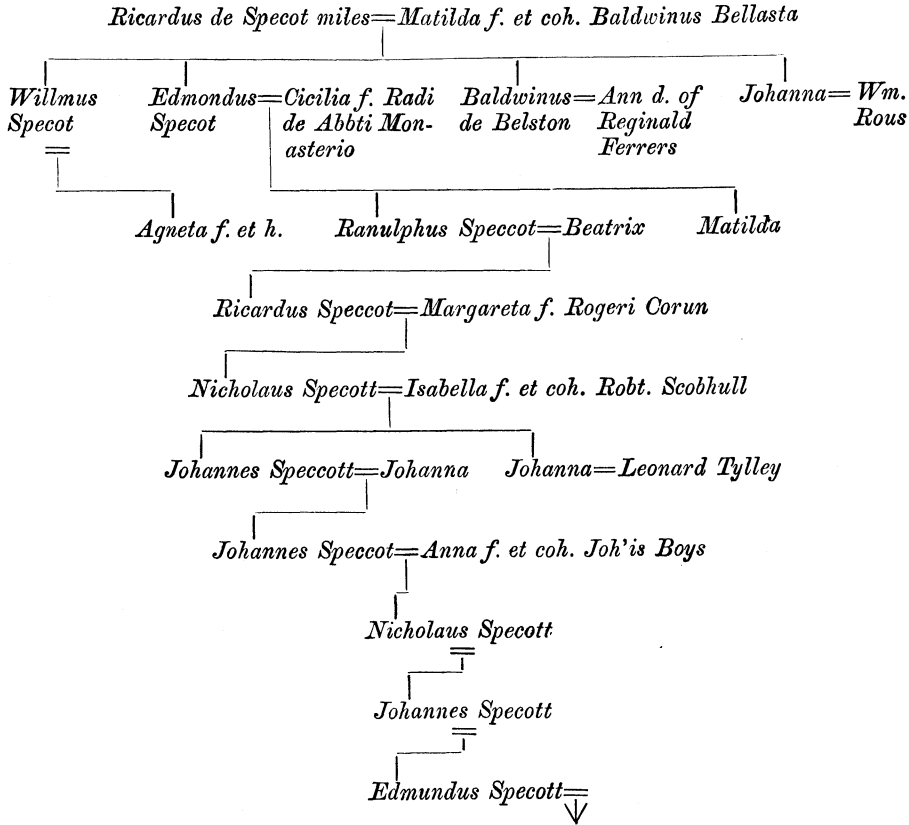 Ricardus de Specot miles=Matilda f. et coh. Baldwinus Bellasta
Willmus Specot
Edmondus Specot=Cicilia f. Radi de Abbti Mon-asterio
Baldwinus de Belston=Ann d. of Reginald Ferrers
Johanna=Wm. Rous
Agneta f. et h.
Ranulphus Speccot=Beatrix
Matilda
Ricardus Speccot=Margareta f. Rogeri Corun
Nicholaus Specott=Isabella f. et coh. Robt. Scobhull
Johannes Speccott=Johanna
Johanna=Leonard Tylley
Johannes Speccot=Anna f. et coh. Joh'is Boys
Nicholaus Specott
Johannes Specott
Edmundus Specott=